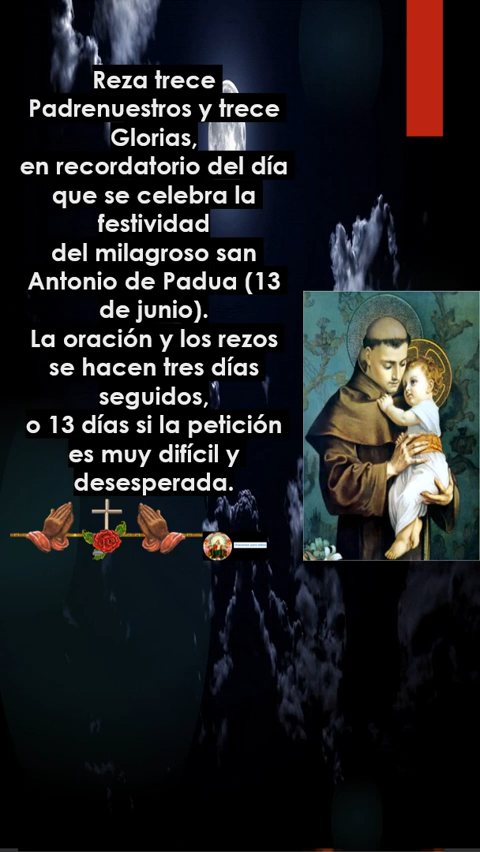 Reza trece
Padrenuestros y trece
Glorias,
en recordatorio del día
que se celebra la
festividad
del milagroso san
Antonio de Padua (13
de junio).
La oración y los rezos
se hacen tres días
seguidos,
o 13 días si la petición
es muy difícil y
desesperada.